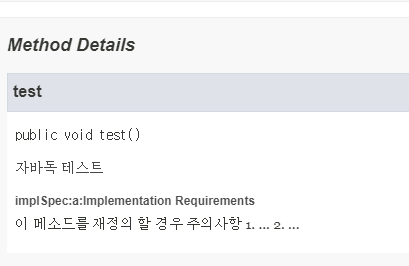 Method Details
test
public void test()
자바독 테스트
implSpec:a:Implementation Requirements
이 메소드를 재정의 할 경우 주의사항 1. ... 2. ...